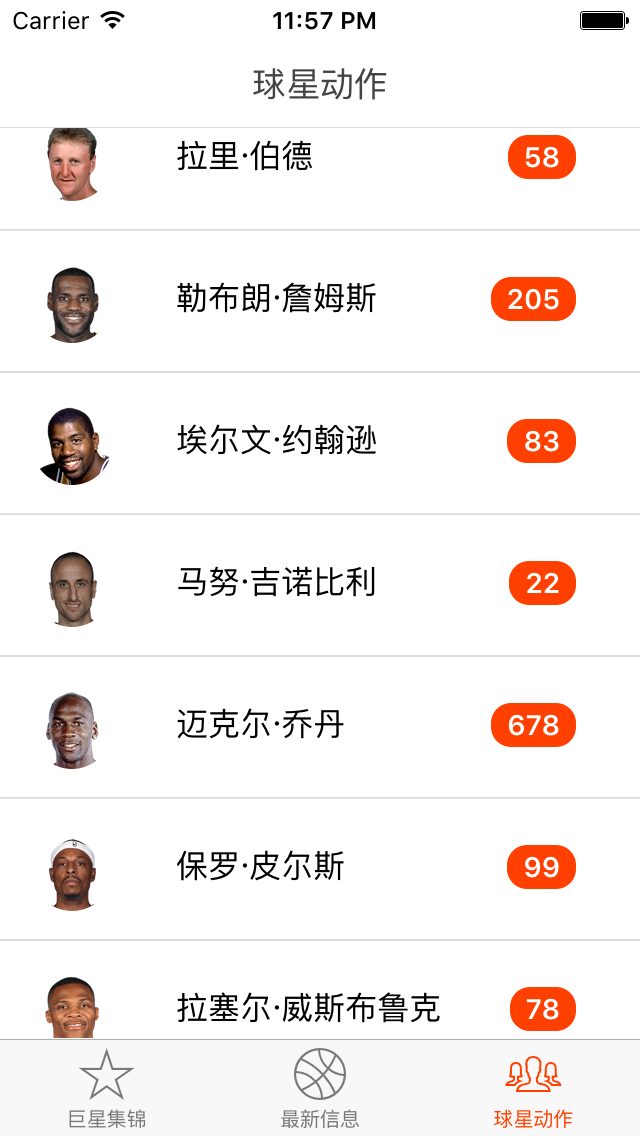 Carrier 11:57 PM
球星动作
拉里·伯德 58
勒布朗·詹姆斯 205
埃尔文·约翰逊 83
马努·吉诺比利 22
迈克尔·乔丹 678
保罗·皮尔斯 99
拉塞尔·威斯布鲁克 78
巨星集锦 最新信息 球星动作